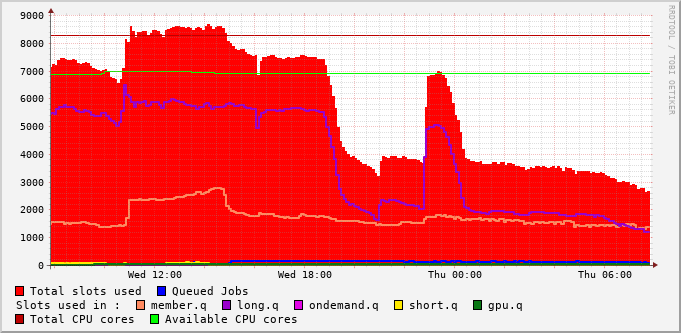 9000
8000
7000
6000
5000
4000
3000
2000
1000
0
Wed 12:00 Wed 18:00 Thu 00:00 Thu 06:00
Total slots used Queued Jobs
Slots used in : member.q long.q ondemand.q short.q gpu.q
Total CPU cores Available CPU cores
RRDTOOL / TOBI OETIKER